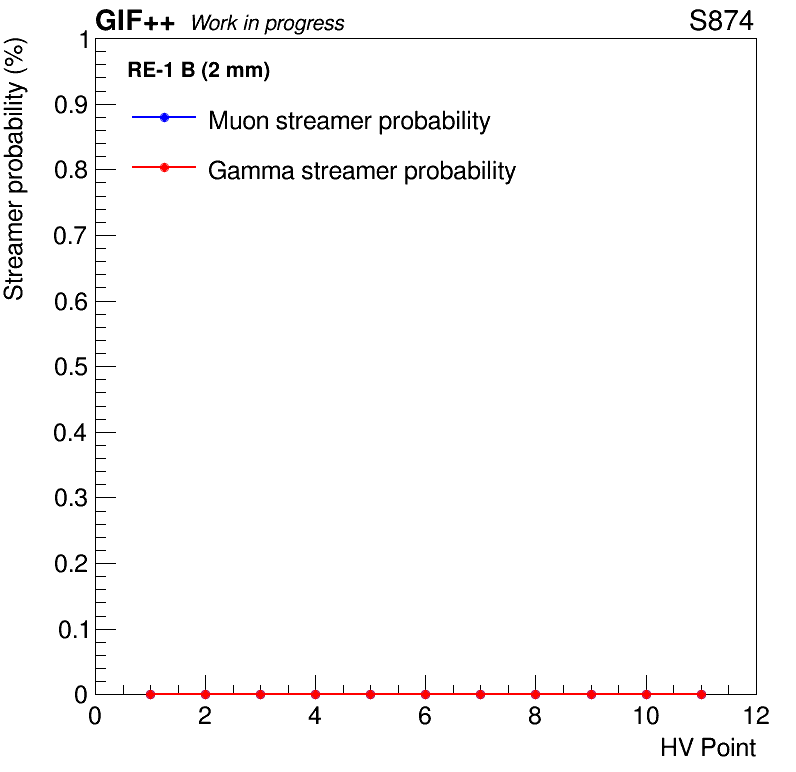 GIF++ Work in progress S874
Streamer probability (%)
RE-1 B (2 mm)
Muon streamer probability
Gamma streamer probability
1
0.9
0.8
0.7
0.6
0.5
0.4
0.3
0.2
0.1
0
0 2 4 6 8 10 12
HV Point